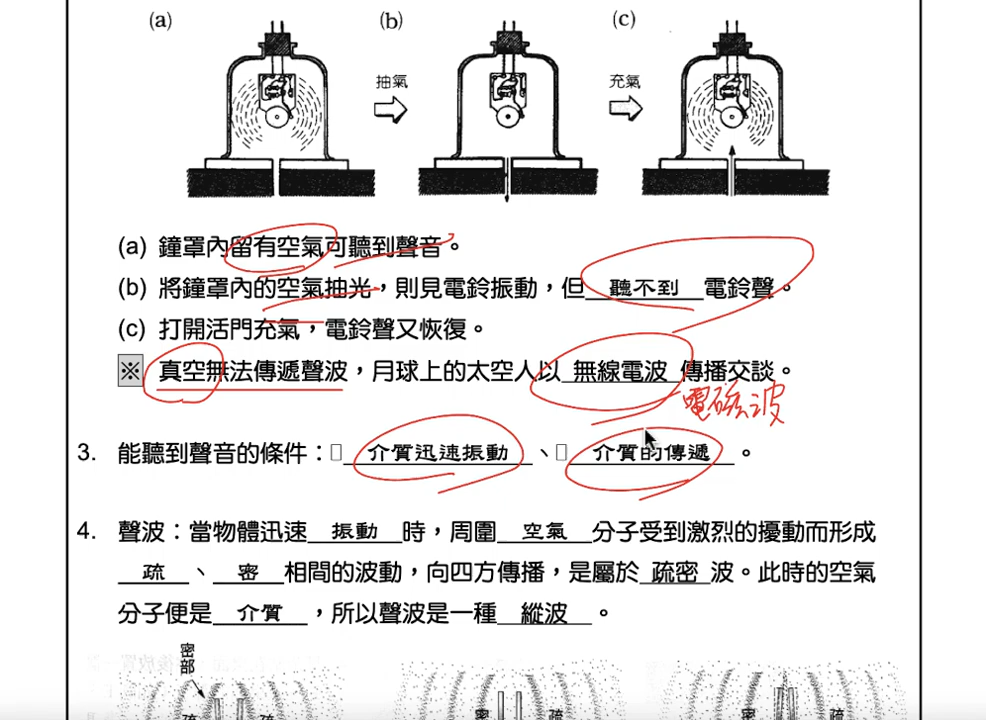 (a) (b) (c)
抽氣 充氣
(a) 鐘罩內留有空氣可聽到聲音。
(b) 將鐘罩內的空氣抽光，則見電鈴振動，但 聽不到 電鈴聲。
(c) 打開活門充氣，電鈴聲又恢復。
※ 真空無法傳遞聲波，月球上的太空人以 無線電波 傳播交談。
電磁波
3. 能聽到聲音的條件：□ 介質迅速振動 、□ 介質的傳遞 。
4. 聲波：當物體迅速 振動 時，周圍 空氣 分子受到激烈的擾動而形成
疏 、 密 相間的波動，向四方傳播，是屬於 疏密 波。此時的空氣
分子便是 介質 ，所以聲波是一種 縱波 。
密部
疏 疏 密 疏 密 疏